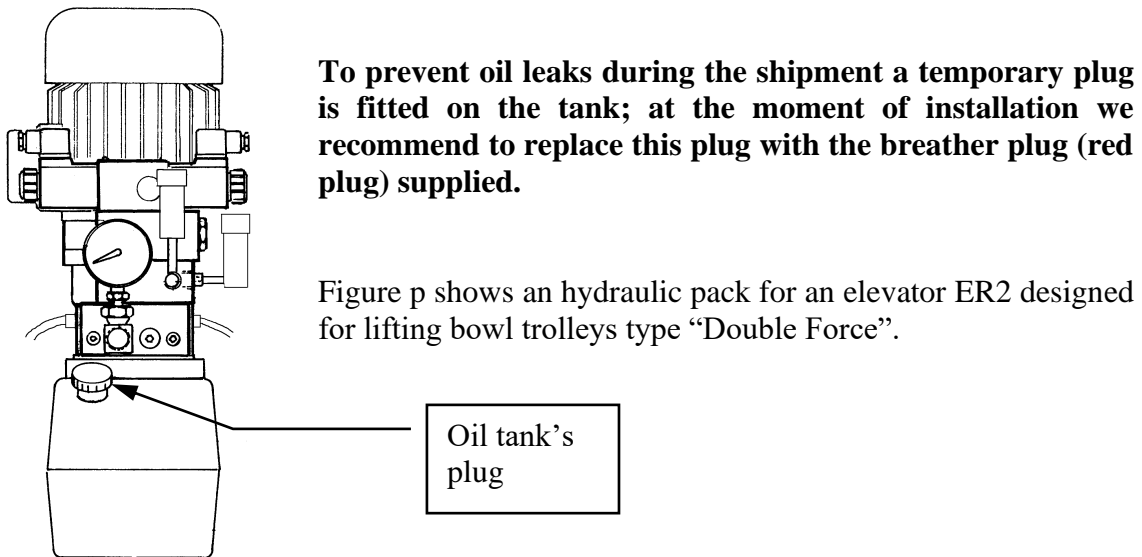 To prevent oil leaks during the shipment a temporary plug
is fitted on the tank; at the moment of installation we
recommend to replace this plug with the breather plug (red
plug) supplied.
Figure p shows an hydraulic pack for an elevator ER2 designed
for lifting bowl trolleys type “Double Force”.
Oil tank’s
plug